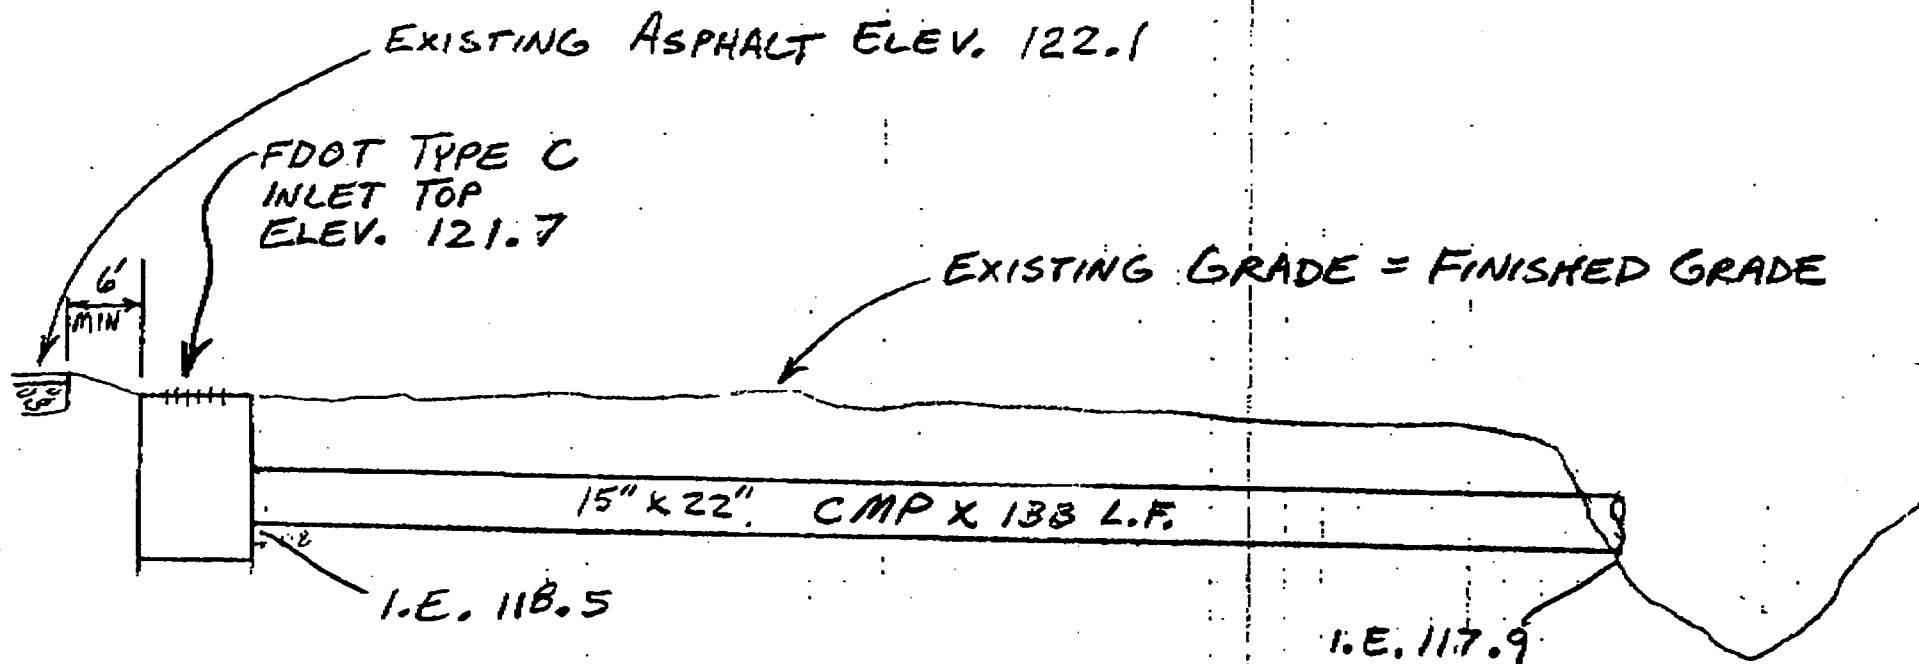 EXISTING ASPHALT ELEV. 122.1
FDOT TYPE C
INLET TOP
ELEV. 121.7
6'
MIN
EXISTING GRADE = FINISHED GRADE
15" X 22" CMP X 138 L.F.
I.E. 118.5
I.E. 117.9